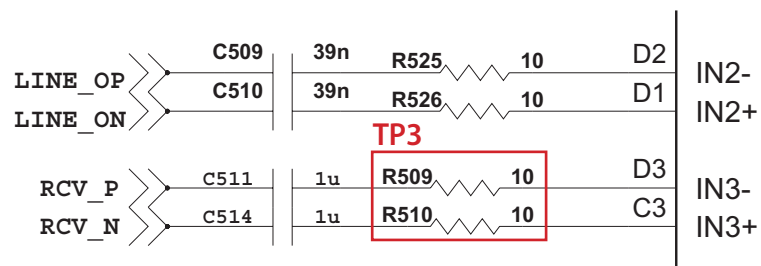 C509 39n R525 10 D2 IN2-
LINE_OP
C510 39n R526 10 D1 IN2+
LINE_ON
TP3
RCV_P C511 1u R509 10 D3 IN3-
RCV_N C514 1u R510 10 C3 IN3+